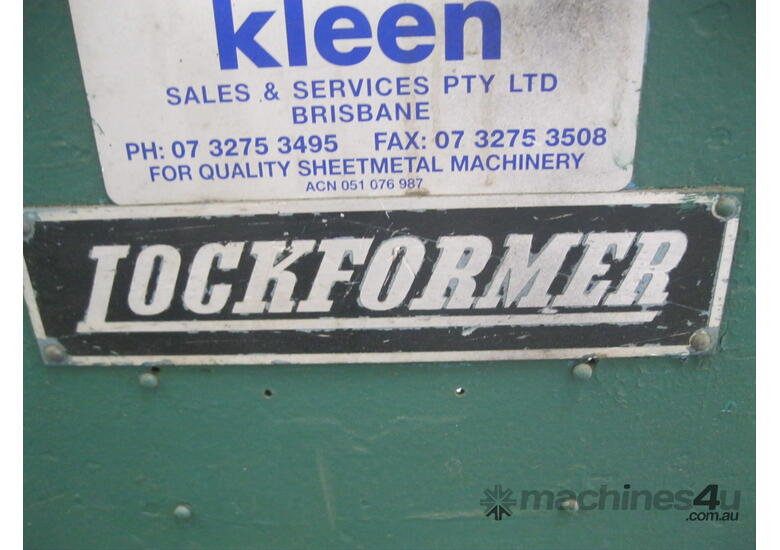 kleen
SALES & SERVICES PTY LTD
BRISBANE
PH: 07 3275 3495 FAX: 07 3275 3508
FOR QUALITY SHEETMETAL MACHINERY
ACN 051 076 987
LOCKFORMER
machines4u
.com.au